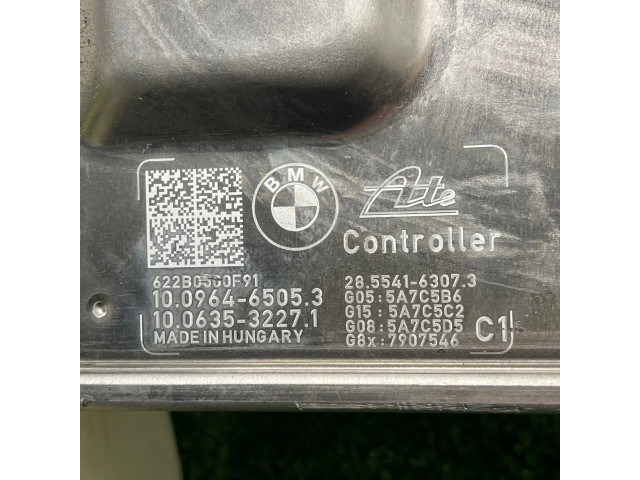 BMW
Ate
Controller
622B05G0F91
10.0964-6505.3
10.0635-3227.1
MADE IN HUNGARY
28.5541-6307.3
G05:5A7C5B6
G15:5A7C5C2
G08:5A7C5D5
G8x:7907546
C1